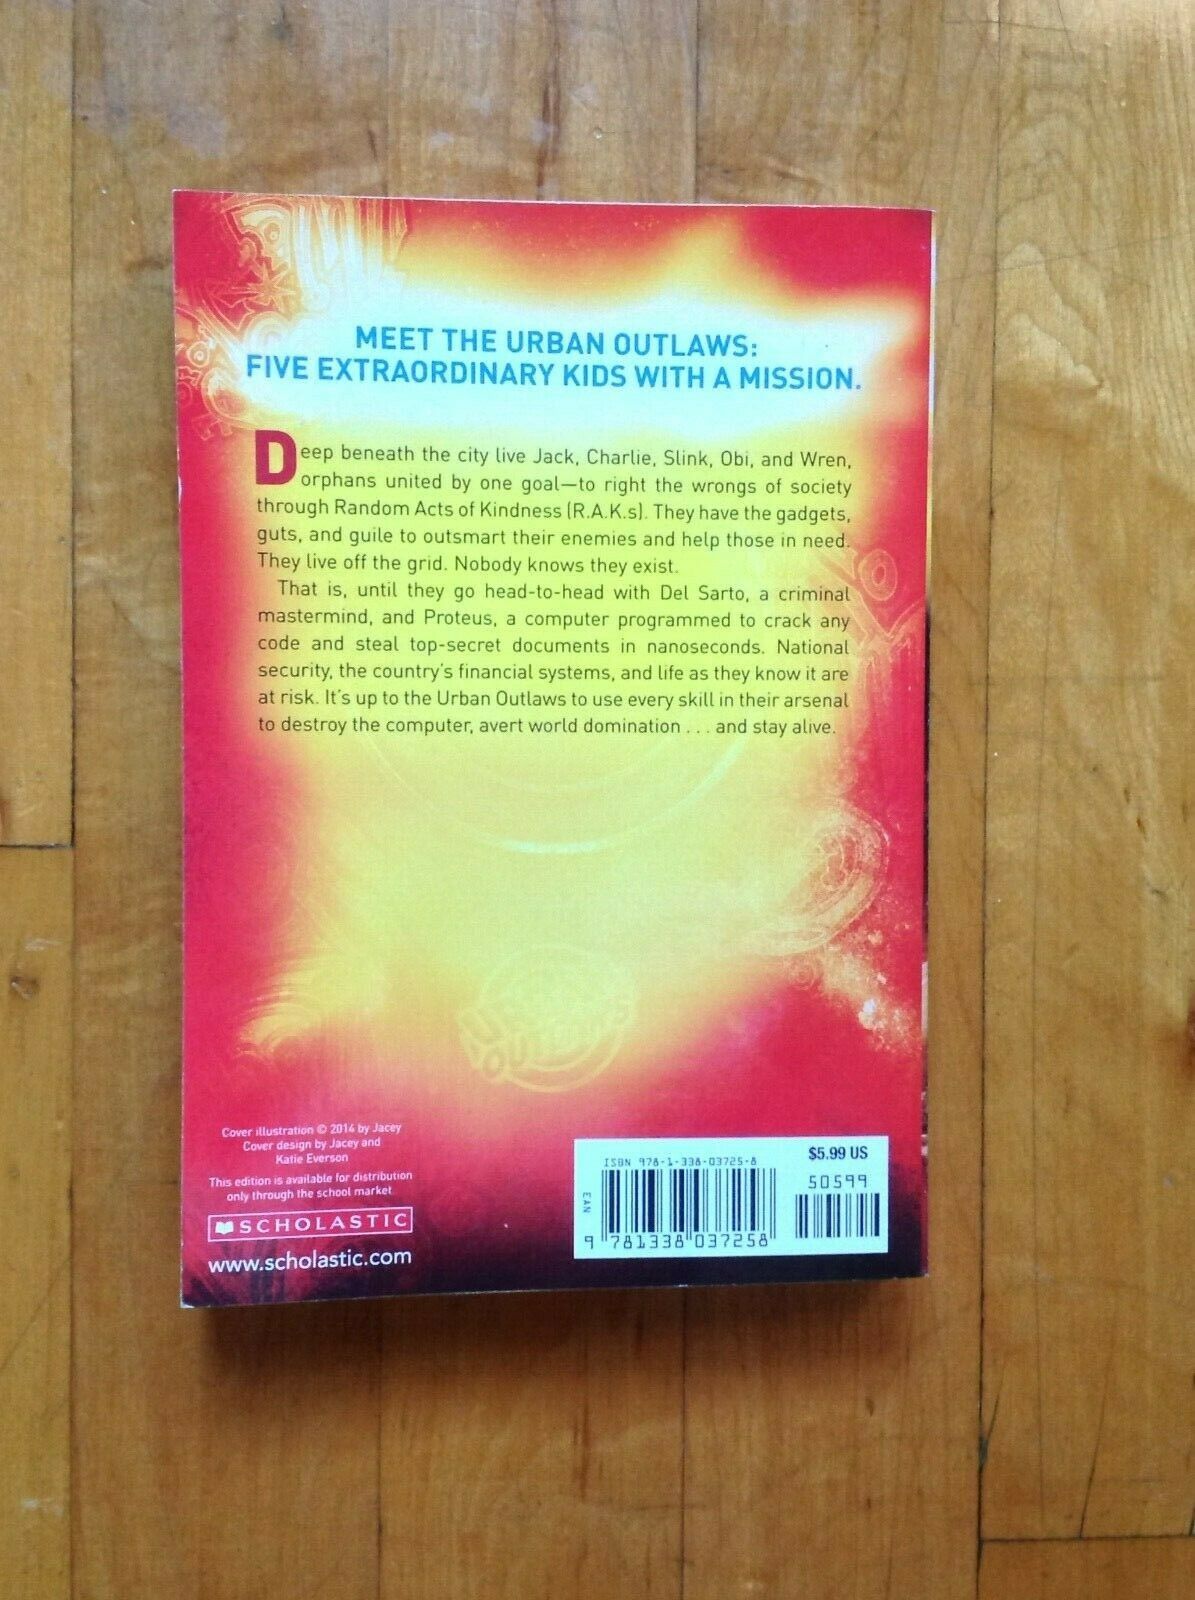 MEET THE URBAN OUTLAWS:
FIVE EXTRAORDINARY KIDS WITH A MISSION.
Deep beneath the city live Jack, Charlie, Slink, Obi, and Wren,
orphans united by one goal—to right the wrongs of society
through Random Acts of Kindness (R.A.K.s). They have the gadgets,
guts, and guile to outsmart their enemies and help those in need.
They live off the grid. Nobody knows they exist.
That is, until they go head-to-head with Del Sarto, a criminal
mastermind, and Proteus, a computer programmed to crack any
code and steal top-secret documents in nanoseconds. National
security, the country's financial systems, and life as they know it are
at risk. It's up to the Urban Outlaws to use every skill in their arsenal
to destroy the computer, avert world domination . . . and stay alive.
URBAN
OUTLAWS
Cover illustration © 2014 by Jacey
Cover design by Jacey and
Katie Everson
This edition is available for distribution
only through the school market
SCHOLASTIC
www.scholastic.com
ISBN 978-1-338-03725-8
$5.99 US
50599
EAN
9 781338 037258